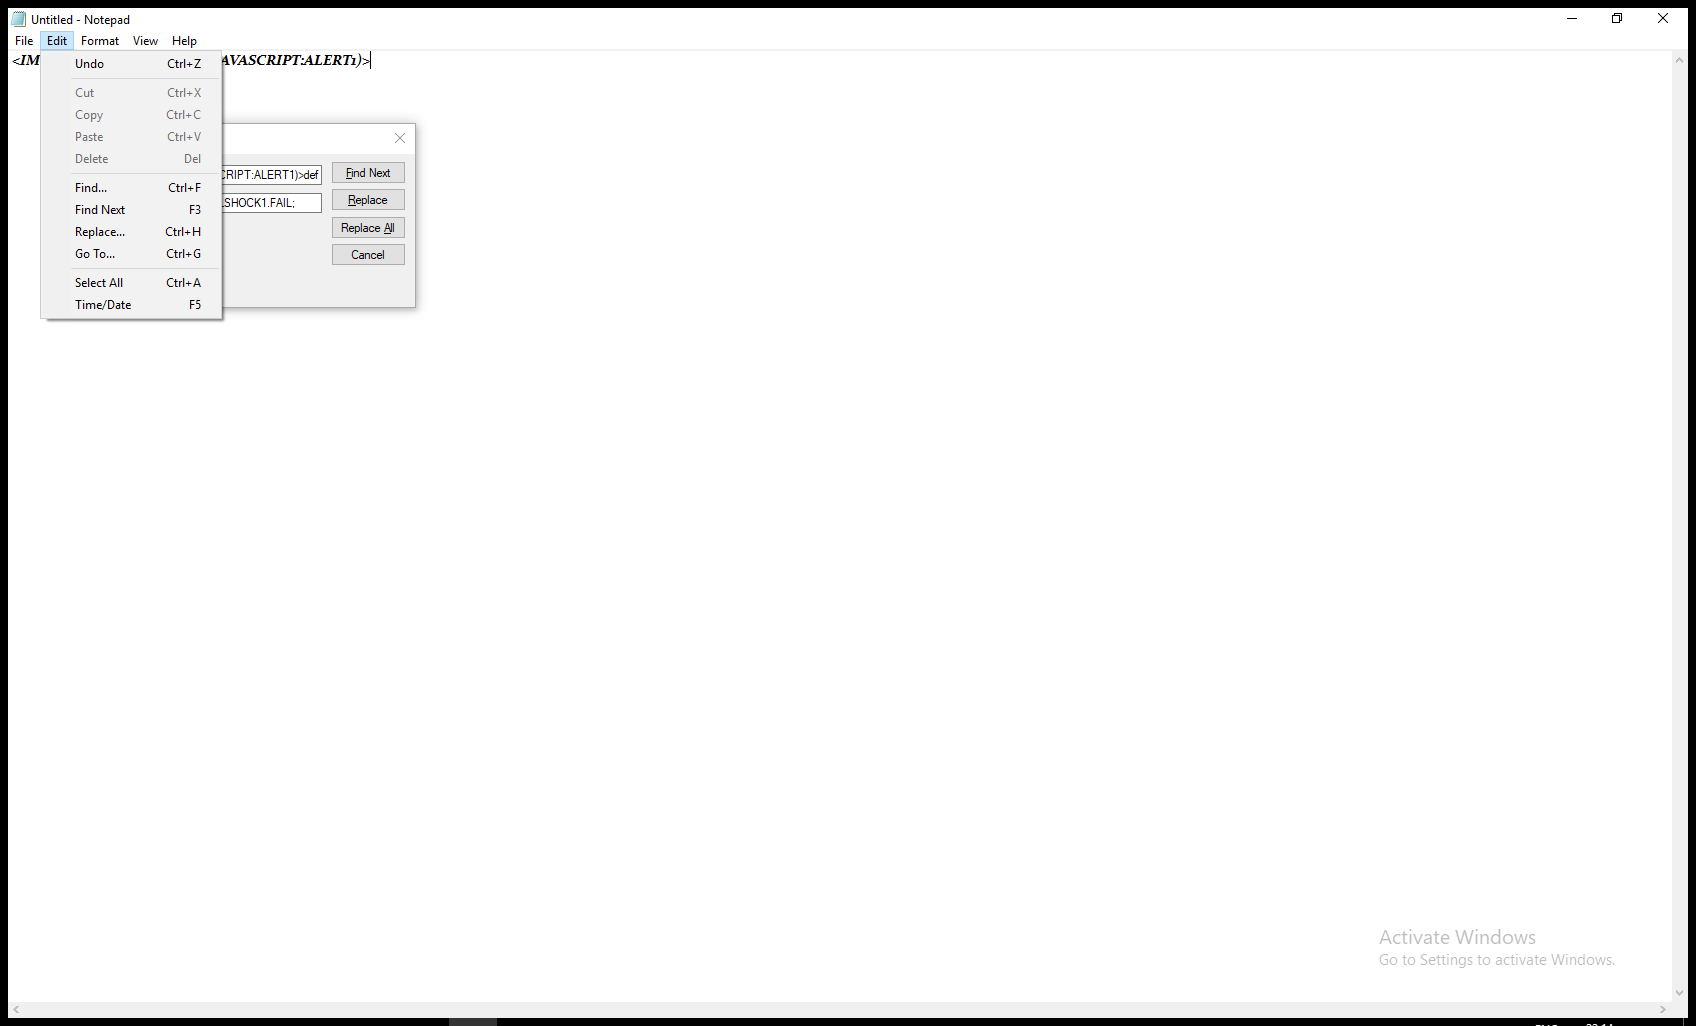 Untitled - Notepad
File Edit Format View Help
<IM AVASCRIPT:ALERT1)>
Undo Ctrl+Z
Cut Ctrl+X
Copy Ctrl+C
Paste Ctrl+V
Delete Del
Find... Ctrl+F
Find Next F3
Replace... Ctrl+H
Go To... Ctrl+G
Select All Ctrl+A
Time/Date F5
CRIPT:ALERT1)>def
SHOCK1.FAIL;
Find Next
Replace
Replace All
Cancel
Activate Windows
Go to Settings to activate Windows.